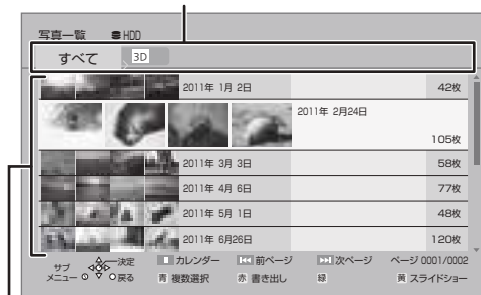 写真一覧 HDD
すべて 3D
2011年 1月 2日 42枚
2011年 2月24日
105枚
2011年 3月 3日 58枚
2011年 4月 6日 77枚
2011年 5月 1日 48枚
2011年 6月26日 120枚
サブメニュー 決定 戻る
カレンダー 前ページ 次ページ ページ 0001/0002
青 複数選択 赤 書き出し 緑 黄 スライドショー